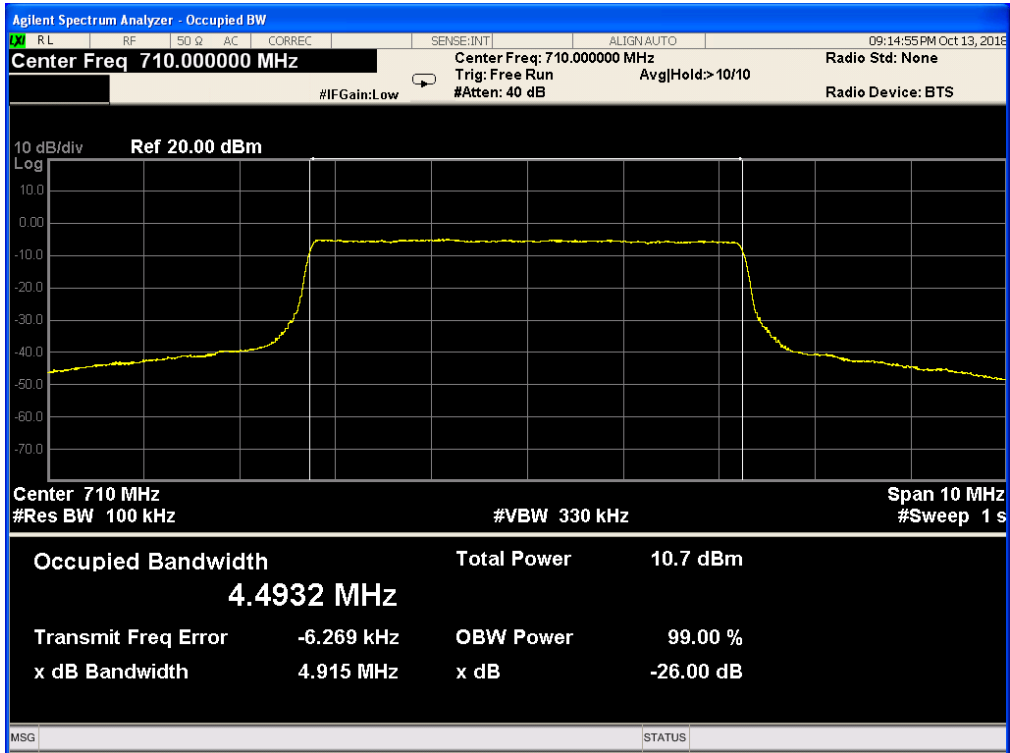 Agilent Spectrum Analyzer - Occupied BW
LXI RL RF 50 Ω AC CORREC SENSE:INT ALIGN AUTO 09:14:55 PM Oct 13, 2018
Center Freq 710.000000 MHz Center Freq: 710.000000 MHz Radio Std: None
Trig: Free Run Avg|Hold:>10/10
#IFGain:Low #Atten: 40 dB Radio Device: BTS
10 dB/div Ref 20.00 dBm
Log
10.0
0.00
-10.0
-20.0
-30.0
-40.0
-50.0
-60.0
-70.0
Center 710 MHz Span 10 MHz
#Res BW 100 kHz #VBW 330 kHz #Sweep 1 s
Occupied Bandwidth Total Power 10.7 dBm
4.4932 MHz
Transmit Freq Error -6.269 kHz OBW Power 99.00 %
x dB Bandwidth 4.915 MHz x dB -26.00 dB
MSG STATUS